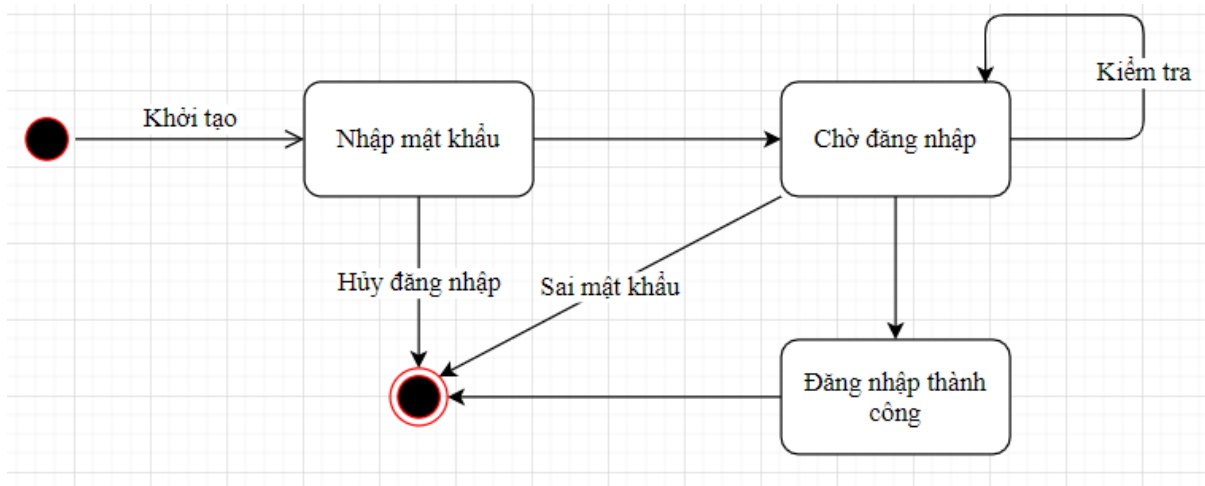 Kiểm tra
Khởi tạo
Nhập mật khẩu
Chờ đăng nhập
Hủy đăng nhập
Sai mật khẩu
Đăng nhập thành
công